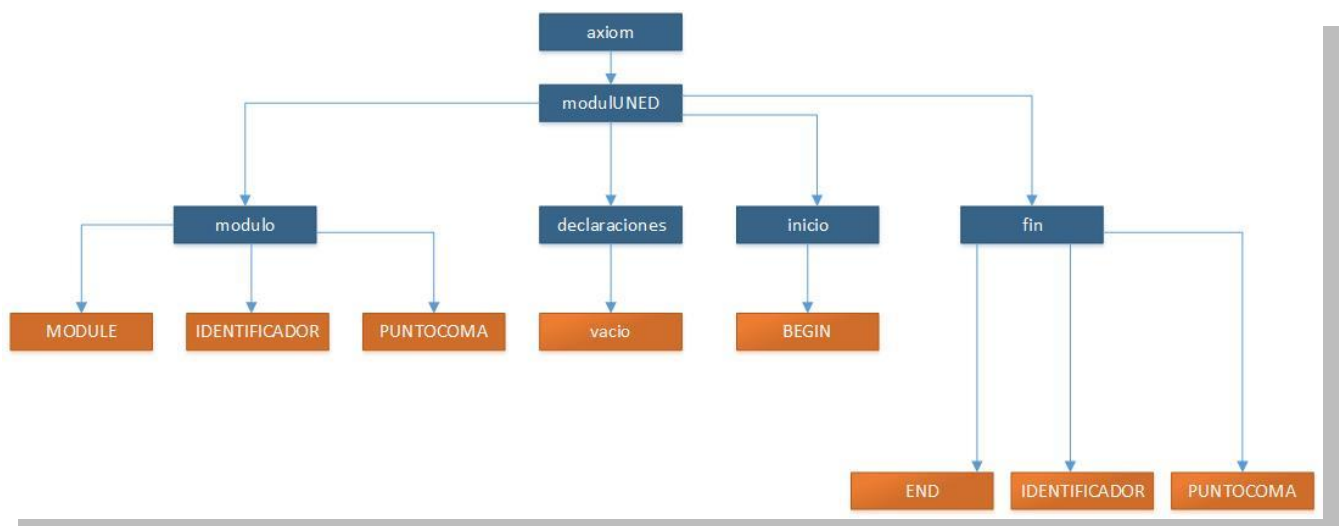 axiom
modulUNED
modulo
declaraciones
inicio
fin
MODULE
IDENTIFICADOR
PUNTOCOMA
vacio
BEGIN
END
IDENTIFICADOR
PUNTOCOMA